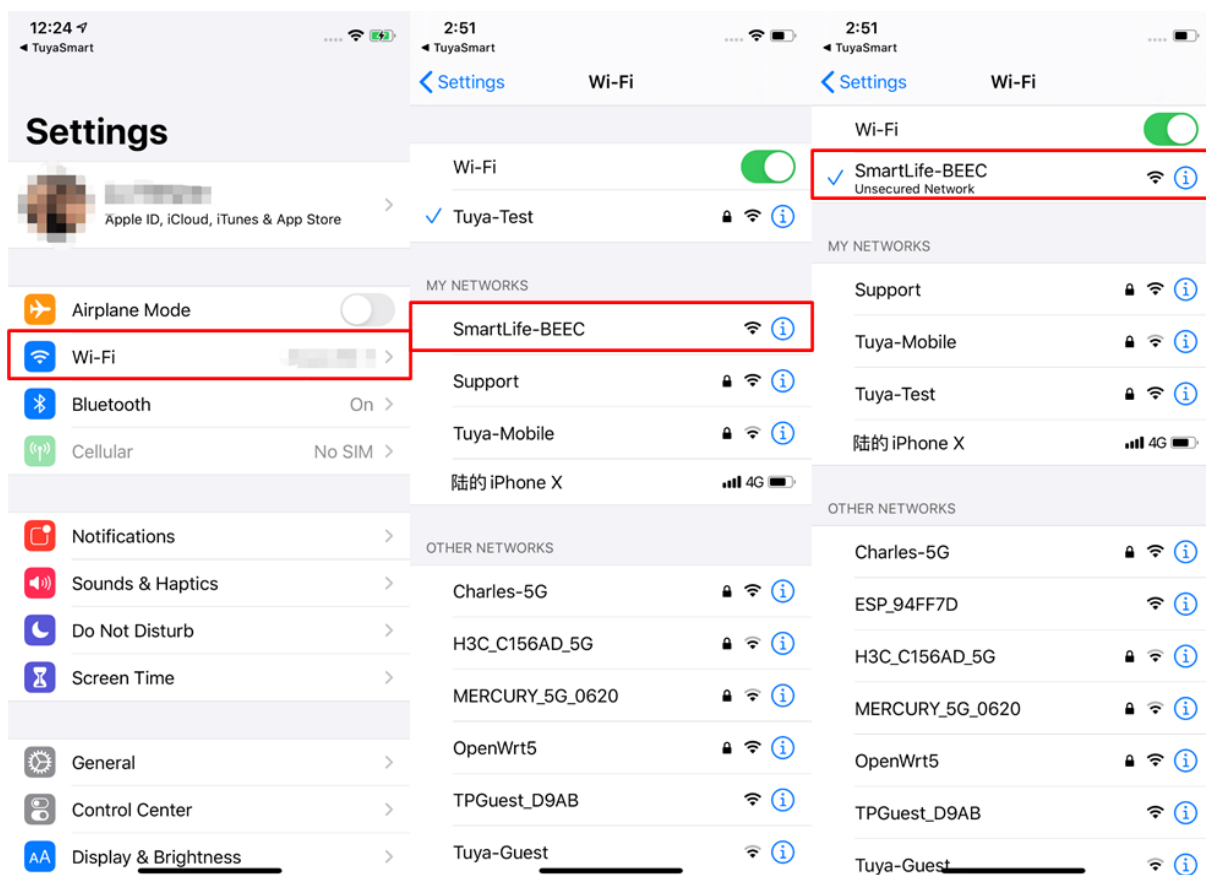 12:24
◀ TuyaSmart
Settings
Apple ID, iCloud, iTunes & App Store
Airplane Mode
Wi-Fi
Bluetooth On
Cellular No SIM
Notifications
Sounds & Haptics
Do Not Disturb
Screen Time
General
Control Center
AA Display & Brightness
2:51
◀ TuyaSmart
Settings Wi-Fi
Wi-Fi
Tuya-Test
MY NETWORKS
SmartLife-BEEC
Support
Tuya-Mobile
陆的 iPhone X 4G
OTHER NETWORKS
Charles-5G
H3C_C156AD_5G
MERCURY_5G_0620
OpenWrt5
TPGuest_D9AB
Tuya-Guest
2:51
◀ TuyaSmart
Settings Wi-Fi
Wi-Fi
SmartLife-BEEC
Unsecured Network
MY NETWORKS
Support
Tuya-Mobile
Tuya-Test
陆的 iPhone X 4G
OTHER NETWORKS
Charles-5G
ESP_94FF7D
H3C_C156AD_5G
MERCURY_5G_0620
OpenWrt5
TPGuest_D9AB
Tuya-Guest